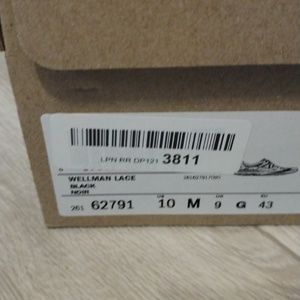 LPN RR DP121 3811
WELLMAN LACE
BLACK
NOIR
261 62791 10 M 9 G 43